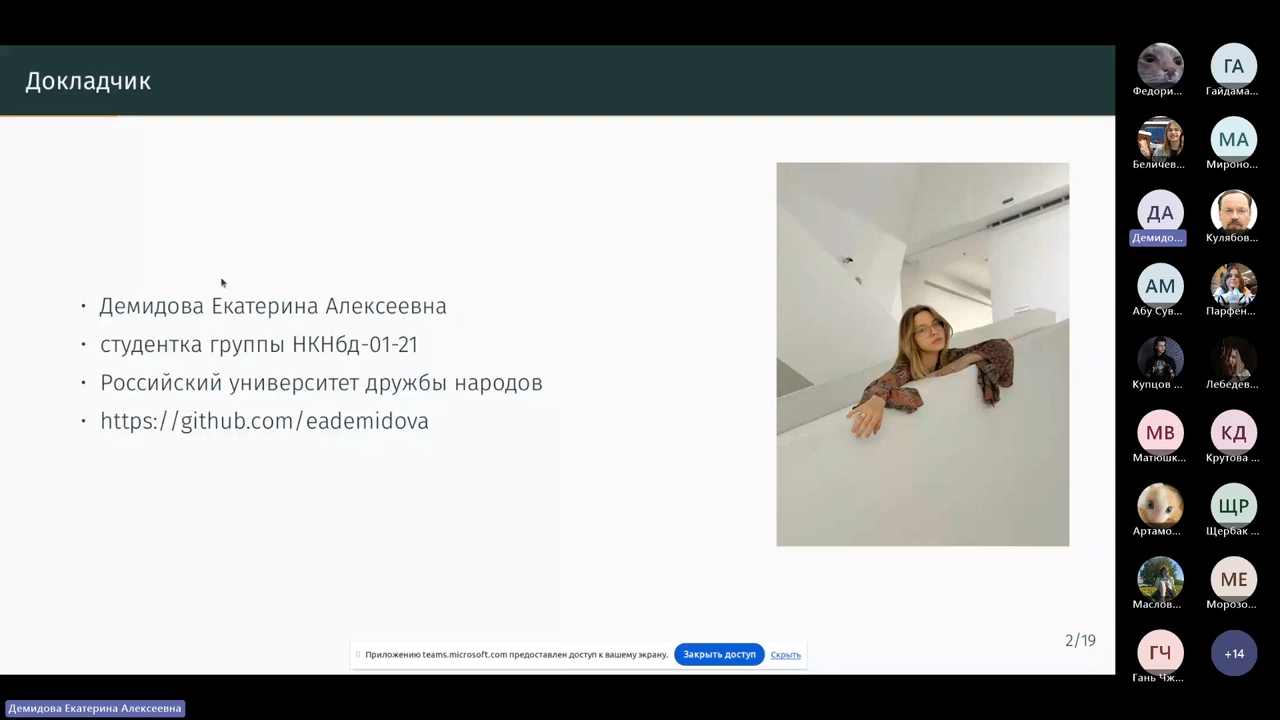 Докладчик
• Демидова Екатерина Алексеевна
• студентка группы НКНбд-01-21
• Российский университет дружбы народов
• https://github.com/eademidova
2/19
Приложению teams.microsoft.com предоставлен доступ к вашему экрану.
Закрыть доступ
Скрыть
Демидова Екатерина Алексеевна
Федори...
ГА
Гайдама...
Беличев...
МА
Мироно...
ДА
Демидо...
Кулябов...
АМ
Абу Сув...
Парфен...
Купцов ...
Лебедев...
МВ
Матюшк...
КД
Крутова ...
Артамо...
ЩР
Щербак ...
Маслов...
МЕ
Морозо...
ГЧ
Гань Чж...
+14